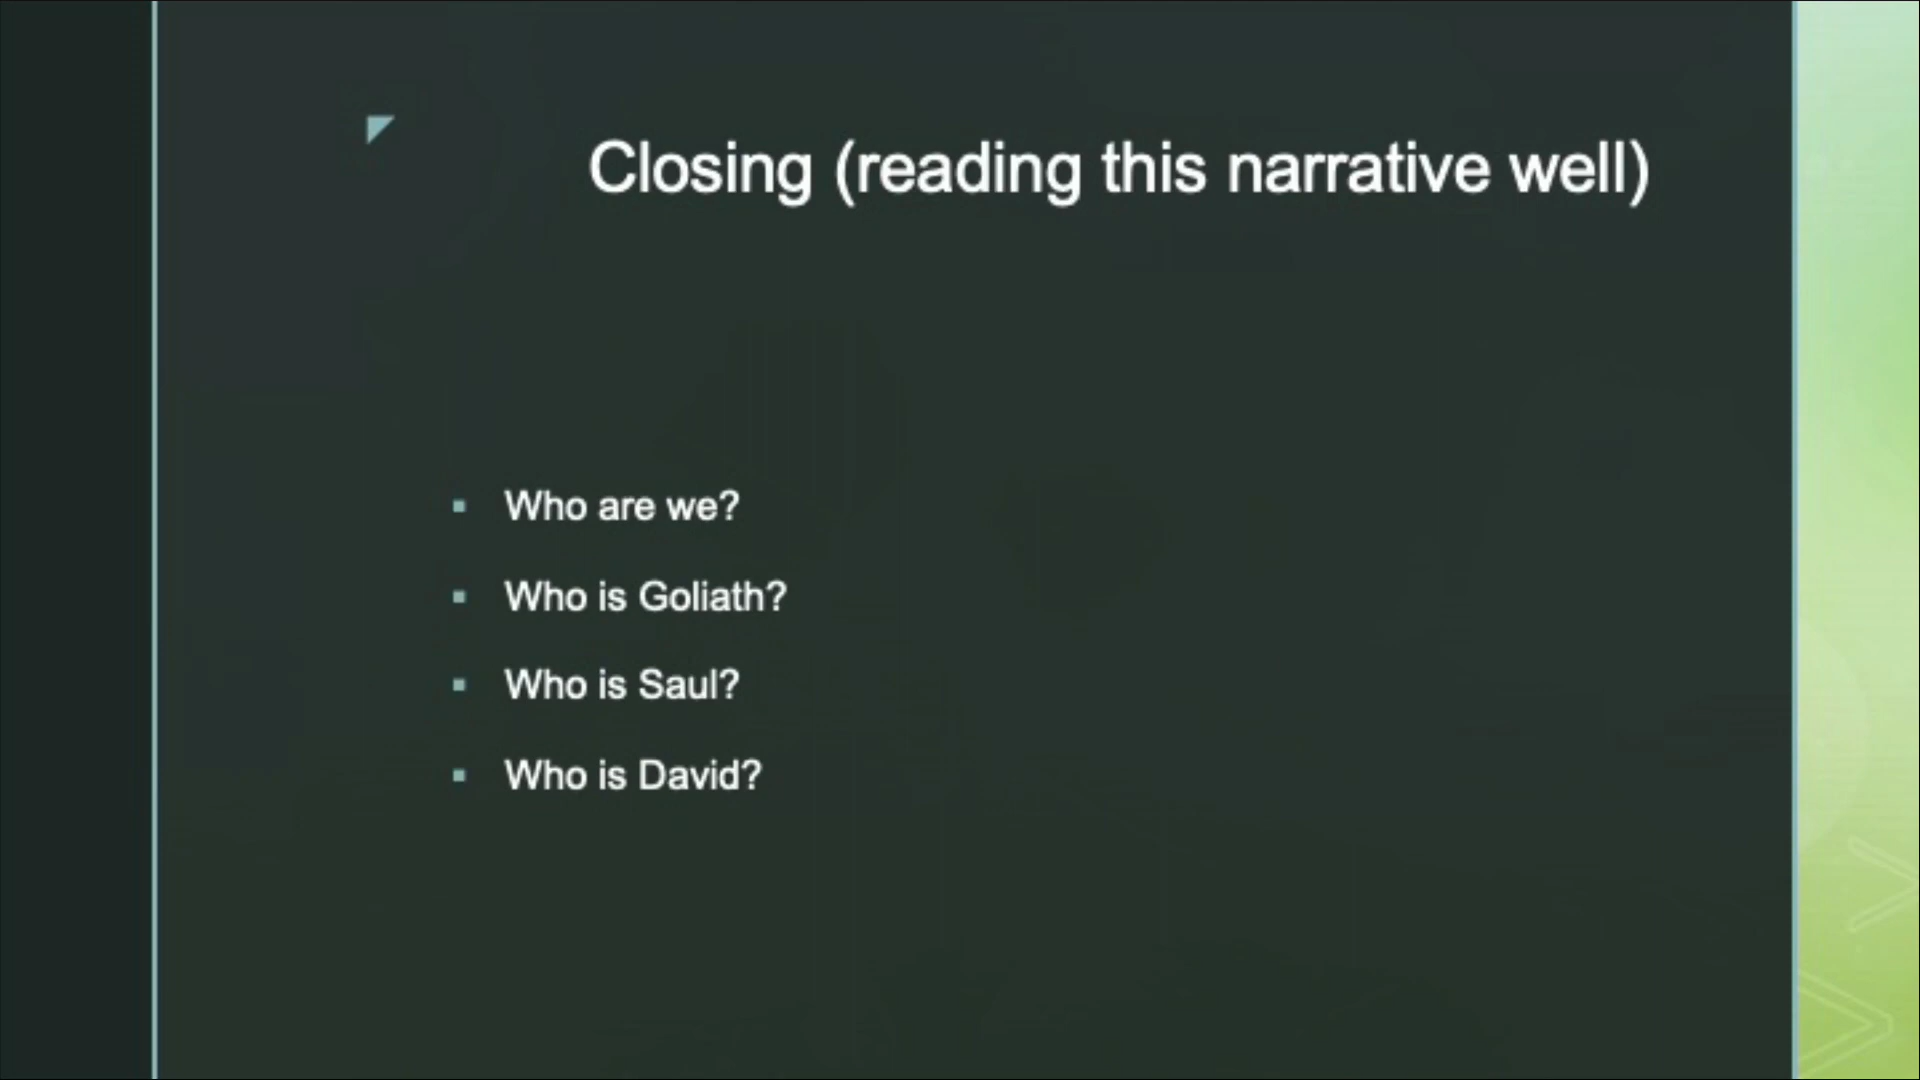 Closing (reading this narrative well)
Who are we?
Who is Goliath?
Who is Saul?
Who is David?